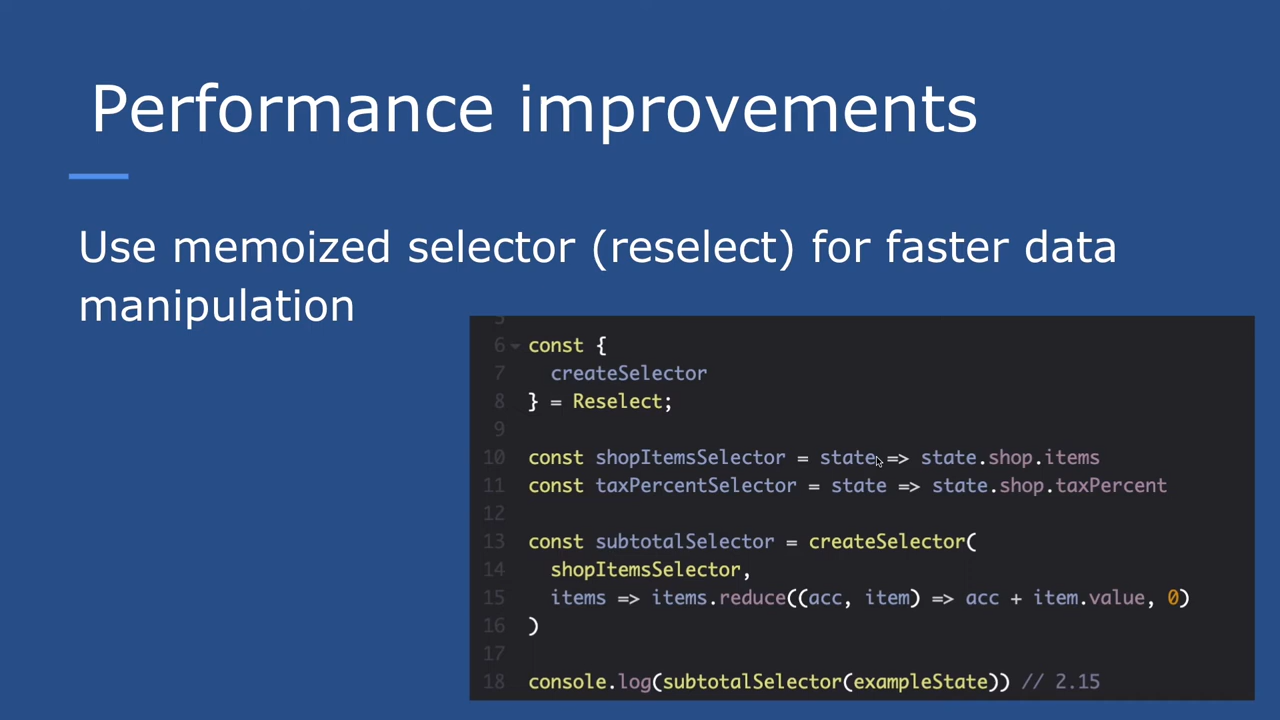 Performance improvements
Use memoized selector (reselect) for faster data
manipulation
5
6 const {
7   createSelector
8 } = Reselect;
9
10 const shopItemsSelector = state => state.shop.items
11 const taxPercentSelector = state => state.shop.taxPercent
12
13 const subtotalSelector = createSelector(
14   shopItemsSelector,
15   items => items.reduce((acc, item) => acc + item.value, 0)
16 )
17
18 console.log(subtotalSelector(exampleState)) // 2.15